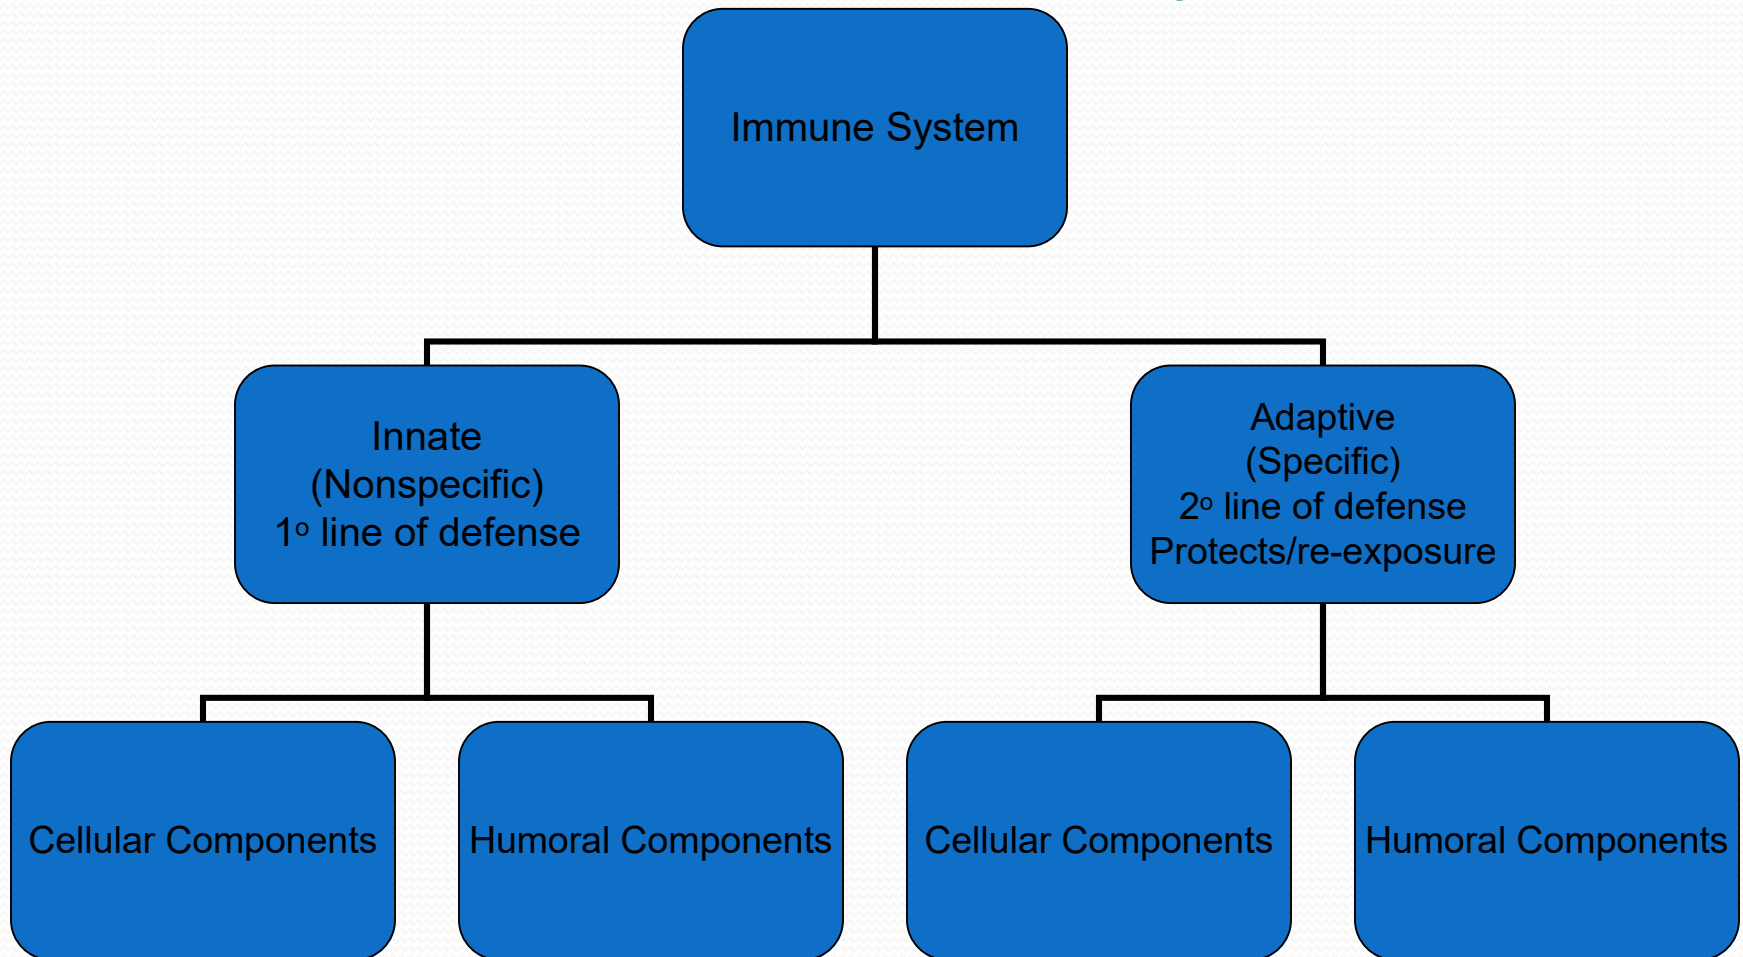 Immune System
Innate
(Nonspecific)
1º line of defense
Adaptive
(Specific)
2º line of defense
Protects/re-exposure
Cellular Components
Humoral Components
Cellular Components
Humoral Components